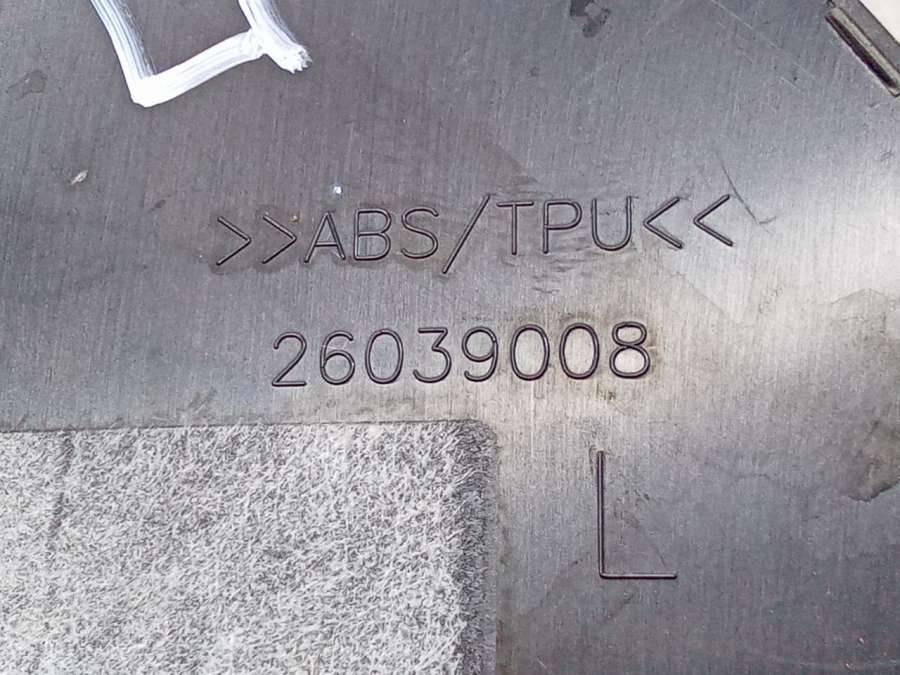 >>ABS/TPU<<
26039008
L